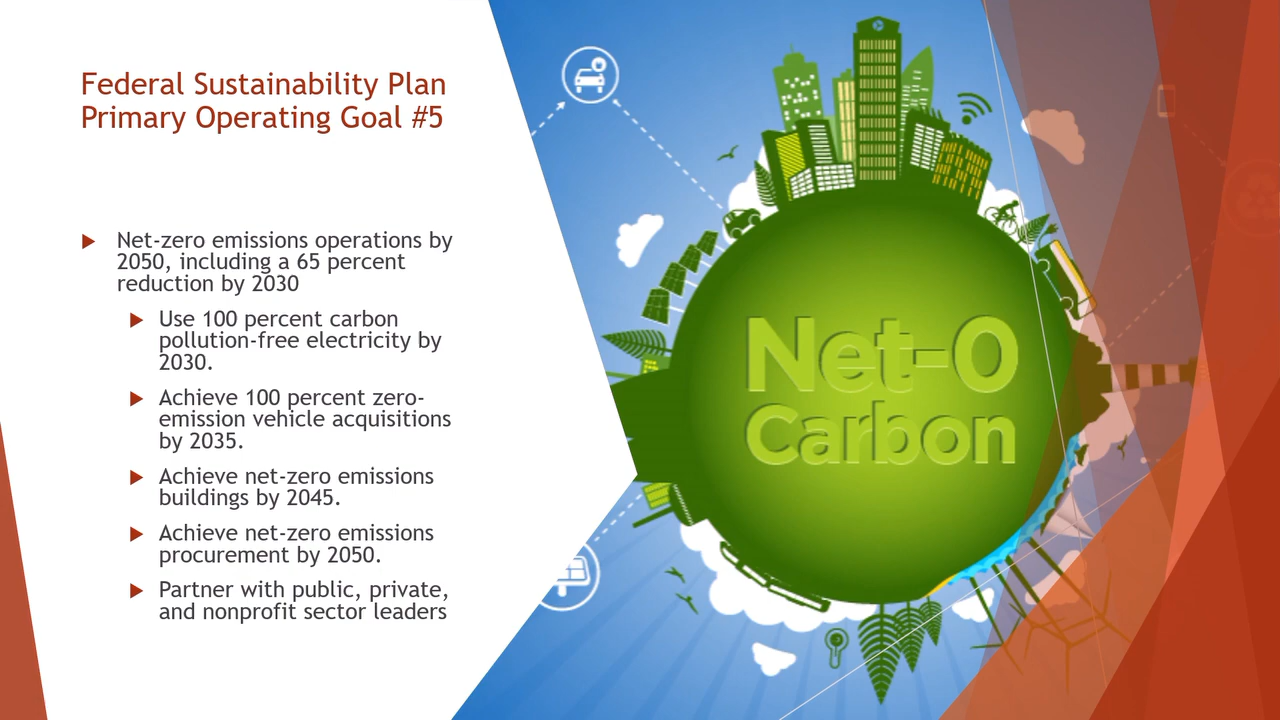 Federal Sustainability Plan
Primary Operating Goal #5
Net-zero emissions operations by
2050, including a 65 percent
reduction by 2030
Use 100 percent carbon
pollution-free electricity by
2030.
Achieve 100 percent zero-
emission vehicle acquisitions
by 2035.
Achieve net-zero emissions
buildings by 2045.
Achieve net-zero emissions
procurement by 2050.
Partner with public, private,
and nonprofit sector leaders
Net-0
Carbon